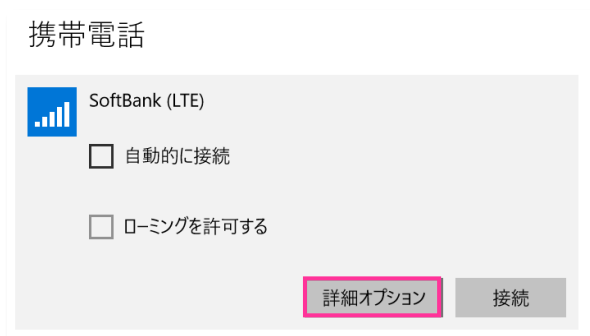 携帯電話
SoftBank (LTE)
自動的に接続
ローミングを許可する
詳細オプション
接続